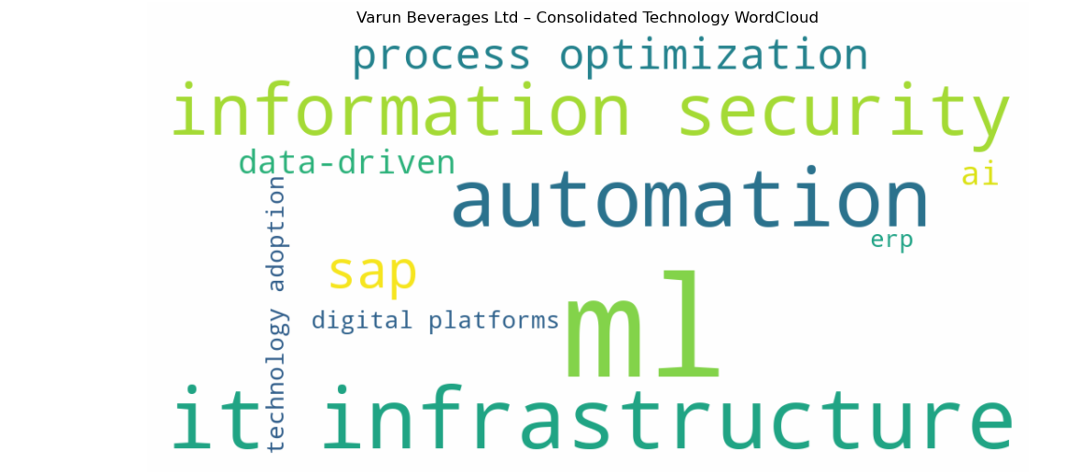 Varun Beverages Ltd – Consolidated Technology WordCloud
process optimization
information security
data-driven
ai
automation
technology adoption
erp
sap
digital platforms
ml
it infrastructure